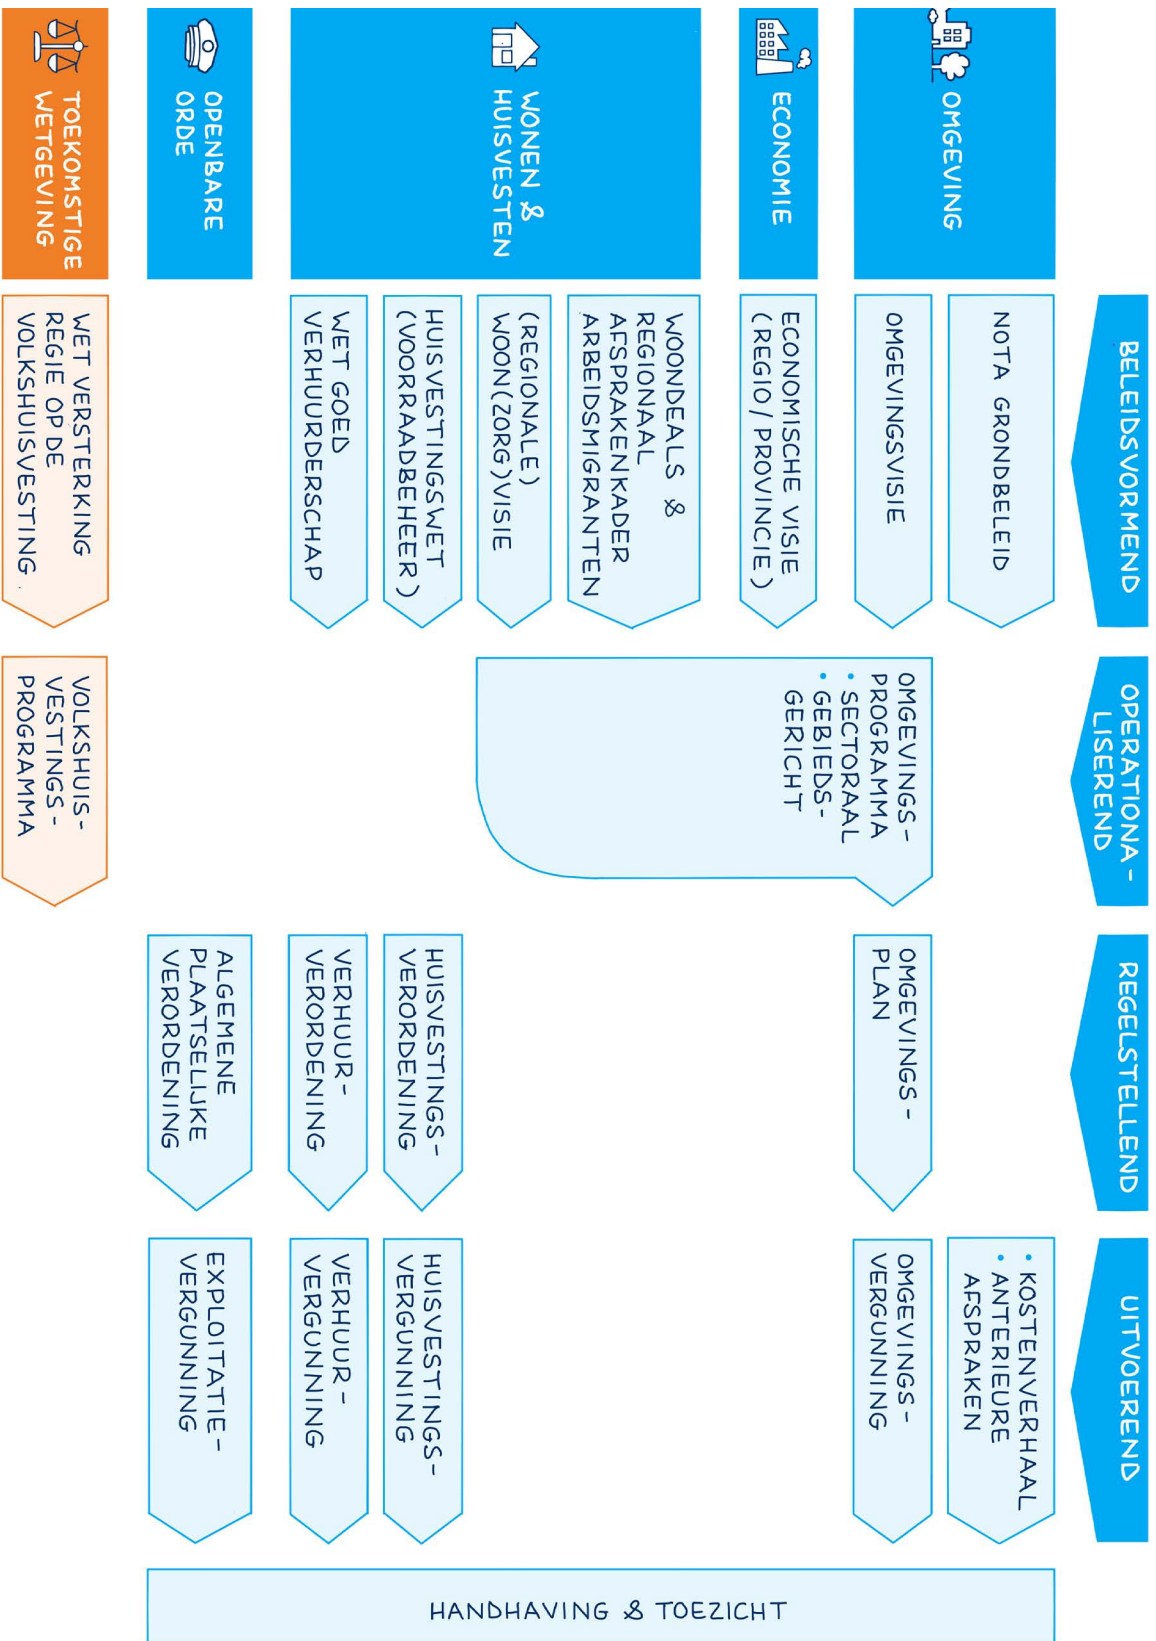 BELEIDSVORMEND
OPERATIONA-
LISEREND
REGELSTELLEND
UITVOEREND
OMGEVING
NOTA GRONDBELEID
• KOSTENVERHAAL
• ANTERIEURE
AFSPRAKEN
OMGEVINGSVISIE
OMGEVINGS-
PROGRAMMA
• SECTORAAL
• GEBIEDS-
GERICHT
OMGEVINGS-
PLAN
OMGEVINGS-
VERGUNNING
ECONOMIE
ECONOMISCHE VISIE
(REGIO/PROVINCIE)
WONEN &
HUISVESTEN
WOONDEALS &
REGIONAAL
AFSPRAKENKADER
ARBEIDSMIGRANTEN
(REGIONALE)
WOON(ZORG)VISIE
HUISVESTINGSWET
(VOORRAADBEHEER)
HUISVESTINGS-
VERORDENING
HUISVESTINGS-
VERGUNNING
WET GOED
VERHUURDERSCHAP
VERHUUR-
VERORDENING
VERHUUR-
VERGUNNING
OPENBARE
ORDE
ALGEMENE
PLAATSELIJKE
VERORDENING
EXPLOITATIE-
VERGUNNING
TOEKOMSTIGE
WETGEVING
WET VERSTERKING
REGIE OP DE
VOLKSHUISVESTING.
VOLKSHUIS-
VESTINGS-
PROGRAMMA
HANDHAVING & TOEZICHT